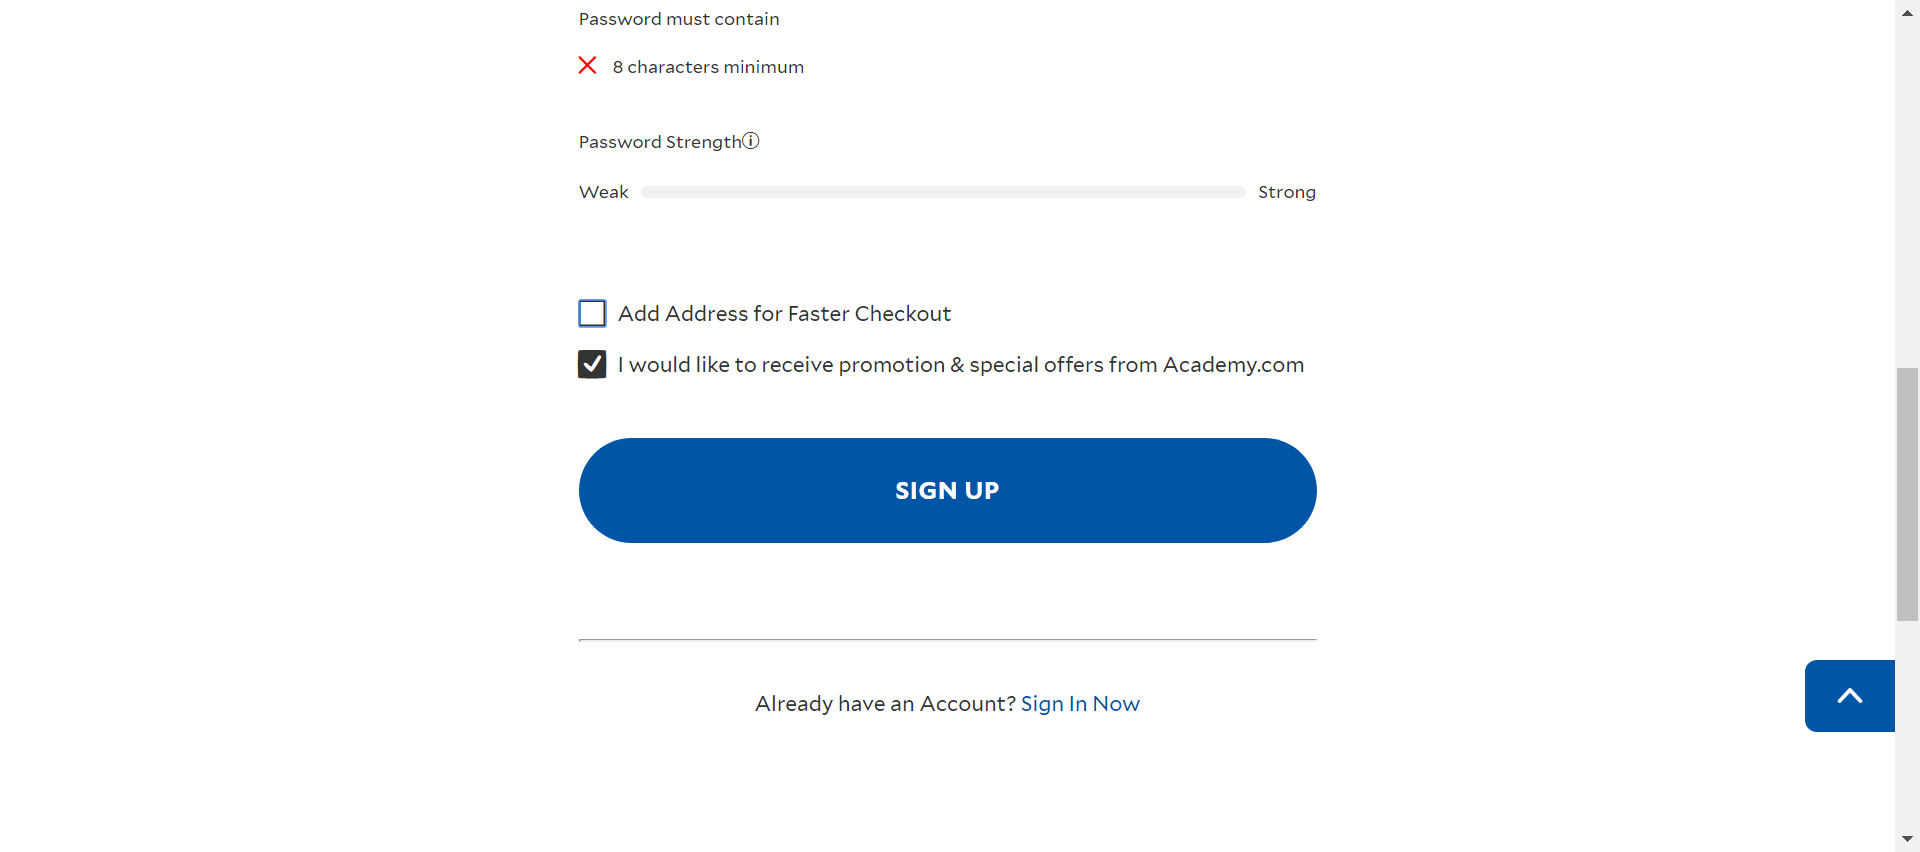 Password must contain
8 characters minimum
Password Strength
Weak Strong
Add Address for Faster Checkout
I would like to receive promotion & special offers from Academy.com
SIGN UP
Already have an Account? Sign In Now